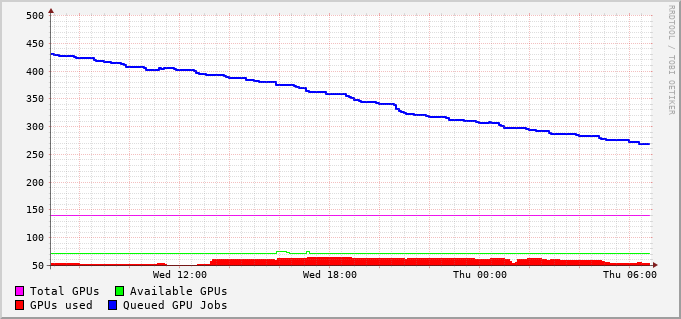 500
450
400
350
300
250
200
150
100
50
Wed 12:00 Wed 18:00 Thu 00:00 Thu 06:00
Total GPUs Available GPUs
GPUs used Queued GPU Jobs
RRDTOOL / TOBI OETIKER